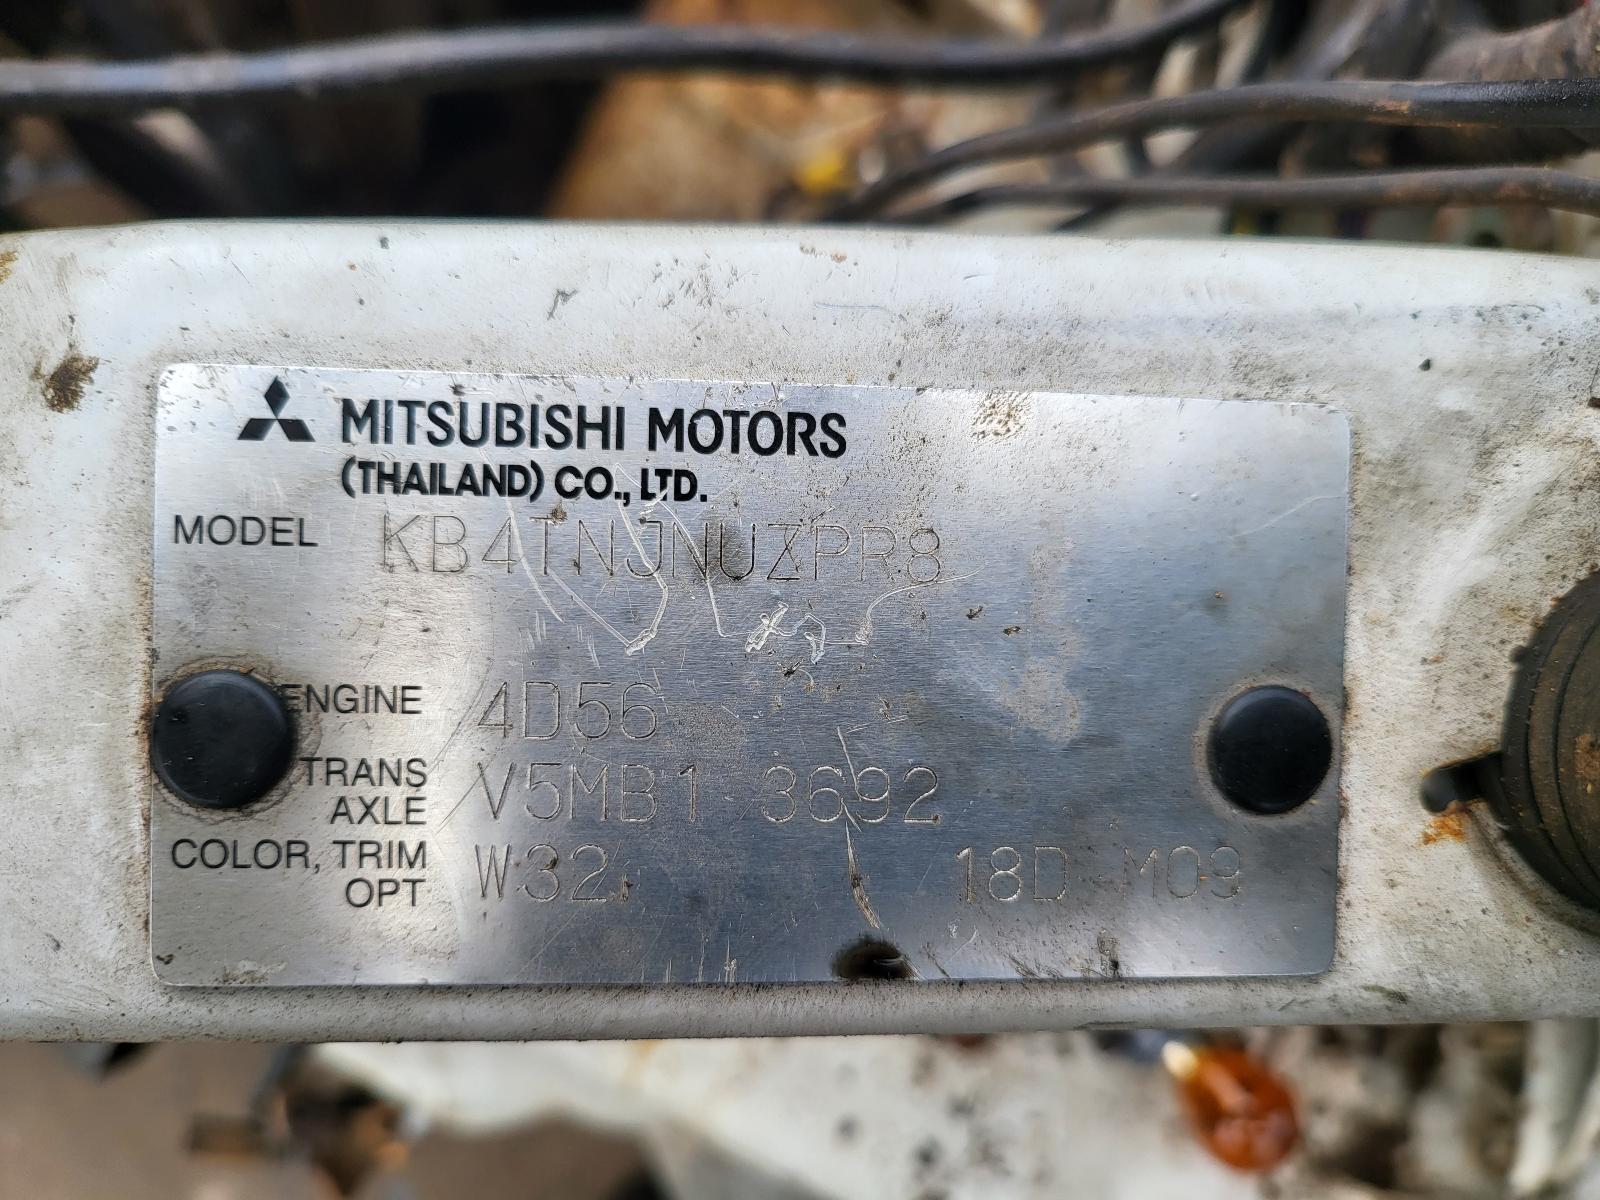 MITSUBISHI MOTORS
(THAILAND) CO., LTD.
MODEL KB4TNJNUZPR8
ENGINE 4D56
TRANS AXLE V5MB1 3692
COLOR, TRIM OPT W32 18D M09